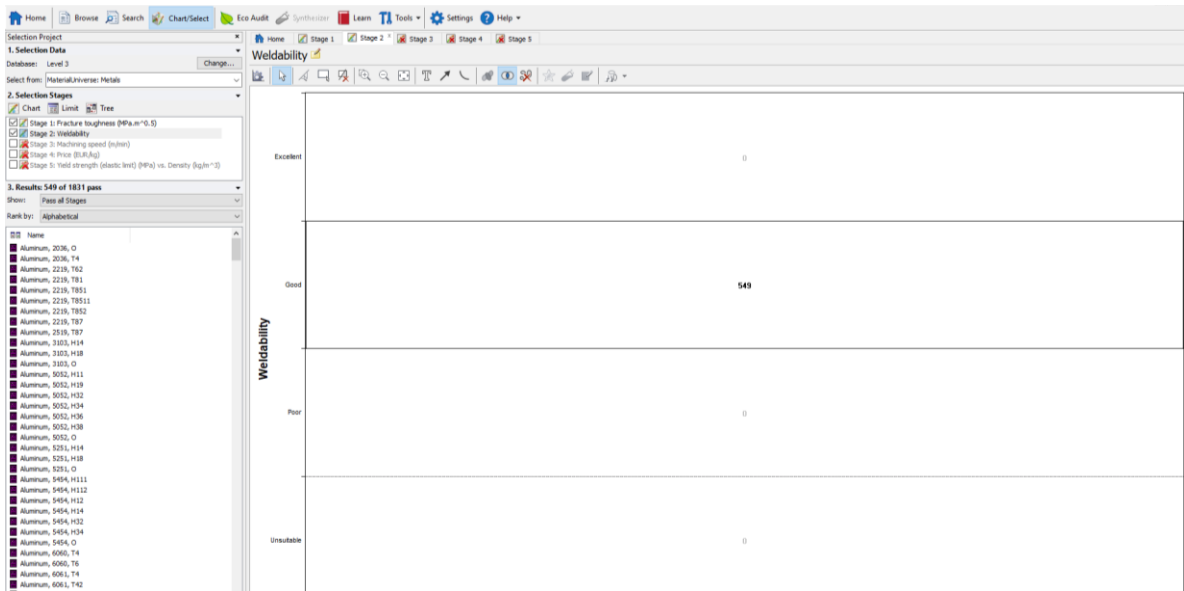 Home Browse Search Chart/Select Eco Audit Synthesizer Learn Tools Settings Help
Selection Project
1. Selection Data
Database: Level 3 Change...
Select from: MaterialUniverse: Metals
2. Selection Stages
Chart Limit Tree
Stage 1: Fracture toughness (MPa.m^0.5)
Stage 2: Weldability
Stage 3: Machining speed (m/min)
Stage 4: Price (EUR/kg)
Stage 5: Yield strength (elastic limit) (MPa) vs. Density (kg/m^3)
3. Results: 549 of 1831 pass
Show: Pass all Stages
Rank by: Alphabetical
Name
Aluminum, 2036, O
Aluminum, 2036, T4
Aluminum, 2219, T62
Aluminum, 2219, T81
Aluminum, 2219, T851
Aluminum, 2219, T8511
Aluminum, 2219, T852
Aluminum, 2219, T87
Aluminum, 2519, T87
Aluminum, 3103, H14
Aluminum, 3103, H18
Aluminum, 3103, O
Aluminum, 5052, H11
Aluminum, 5052, H19
Aluminum, 5052, H32
Aluminum, 5052, H34
Aluminum, 5052, H36
Aluminum, 5052, H38
Aluminum, 5052, O
Aluminum, 5251, H14
Aluminum, 5251, H18
Aluminum, 5251, O
Aluminum, 5454, H111
Aluminum, 5454, H112
Aluminum, 5454, H12
Aluminum, 5454, H14
Aluminum, 5454, H32
Aluminum, 5454, H34
Aluminum, 5454, O
Aluminum, 6060, T4
Aluminum, 6060, T6
Aluminum, 6061, T4
Aluminum, 6061, T42
Home Stage 1 Stage 2 Stage 3 Stage 4 Stage 5
Weldability
Weldability
Excellent 0
Good 549
Poor 0
Unsuitable 0